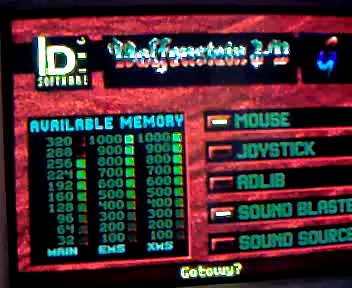 ID
SOFTWARE
Wolfenstein 3-D
AVAILABLE MEMORY
320 1000 1000
288 900 900
256 800 800
224 700 700
192 600 600
160 500 500
128 400 400
96 300 300
64 200 200
32 100 100
MAIN EMS XMS
MOUSE
JOYSTICK
ADLIB
SOUND BLASTE
SOUND SOURCE
Gotowy?